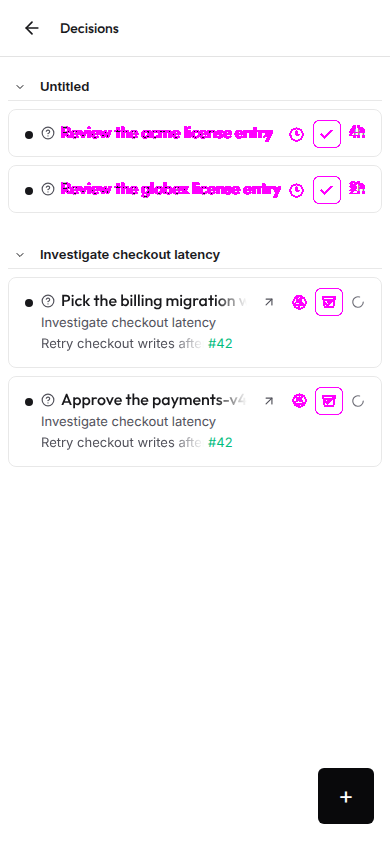 Decisions
Untitled
Review the acme license entry
Review the globex license entry
Investigate checkout latency
Pick the billing migration
Investigate checkout latency
Retry checkout writes afte #42
Approve the payments-v4
Investigate checkout latency
Retry checkout writes afte #42
+